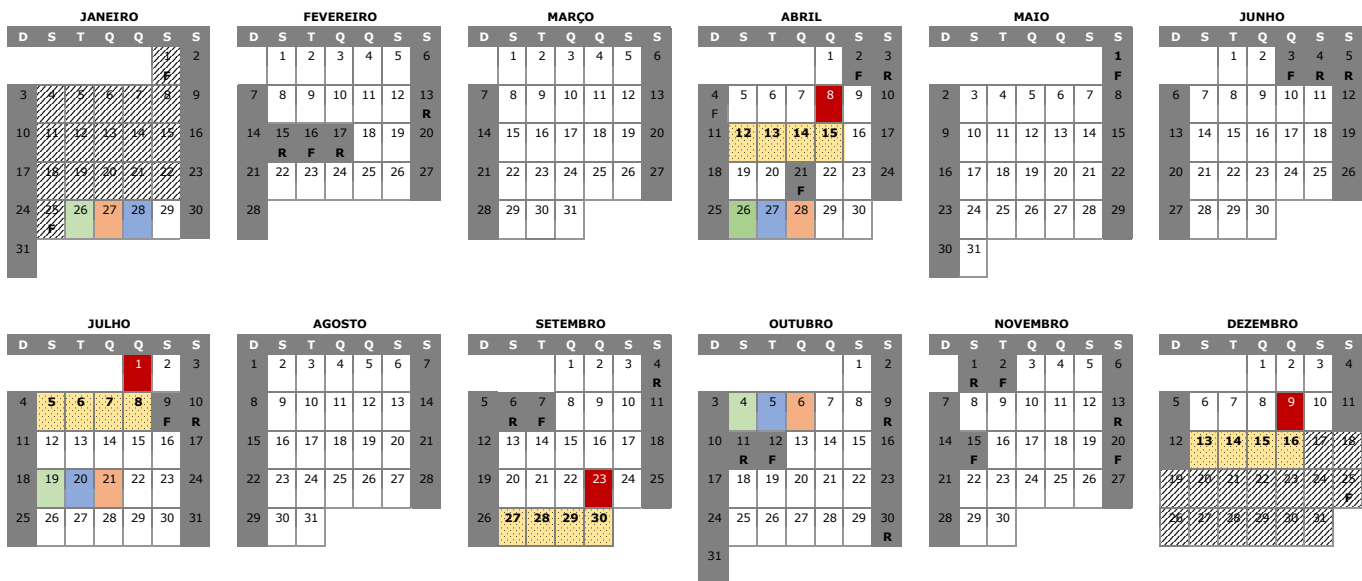 JANEIRO
D S T Q Q S S
1 2
F
3 4 5 6 7 8 9
10 11 12 13 14 15 16
17 18 19 20 21 22 23
24 25 26 27 28 29 30
F
31
FEVEREIRO
D S T Q Q S S
1 2 3 4 5 6
7 8 9 10 11 12 13
R
14 15 16 17 18 19 20
R F R
21 22 23 24 25 26 27
28
MARÇO
D S T Q Q S S
1 2 3 4 5 6
7 8 9 10 11 12 13
14 15 16 17 18 19 20
21 22 23 24 25 26 27
28 29 30 31
ABRIL
D S T Q Q S S
1 2 3
F R
4 5 6 7 8 9 10
F
11 12 13 14 15 16 17
18 19 20 21 22 23 24
F
25 26 27 28 29 30
MAIO
D S T Q Q S S
1
F
2 3 4 5 6 7 8
9 10 11 12 13 14 15
16 17 18 19 20 21 22
23 24 25 26 27 28 29
30 31
JUNHO
D S T Q Q S S
1 2 3 4 5
F R R
6 7 8 9 10 11 12
13 14 15 16 17 18 19
20 21 22 23 24 25 26
27 28 29 30
JULHO
D S T Q Q S S
1 2 3
4 5 6 7 8 9 10
F R
11 12 13 14 15 16 17
18 19 20 21 22 23 24
25 26 27 28 29 30 31
AGOSTO
D S T Q Q S S
1 2 3 4 5 6 7
8 9 10 11 12 13 14
15 16 17 18 19 20 21
22 23 24 25 26 27 28
29 30 31
SETEMBRO
D S T Q Q S S
1 2 3 4
R
5 6 7 8 9 10 11
R F
12 13 14 15 16 17 18
19 20 21 22 23 24 25
26 27 28 29 30
OUTUBRO
D S T Q Q S S
1 2
3 4 5 6 7 8 9
R
10 11 12 13 14 15 16
R F
17 18 19 20 21 22 23
24 25 26 27 28 29 30
R
31
NOVEMBRO
D S T Q Q S S
1 2 3 4 5 6
R F
7 8 9 10 11 12 13
R
14 15 16 17 18 19 20
F F
21 22 23 24 25 26 27
28 29 30
DEZEMBRO
D S T Q Q S S
1 2 3 4
5 6 7 8 9 10 11
12 13 14 15 16 17 18
19 20 21 22 23 24 25
F
26 27 28 29 30 31